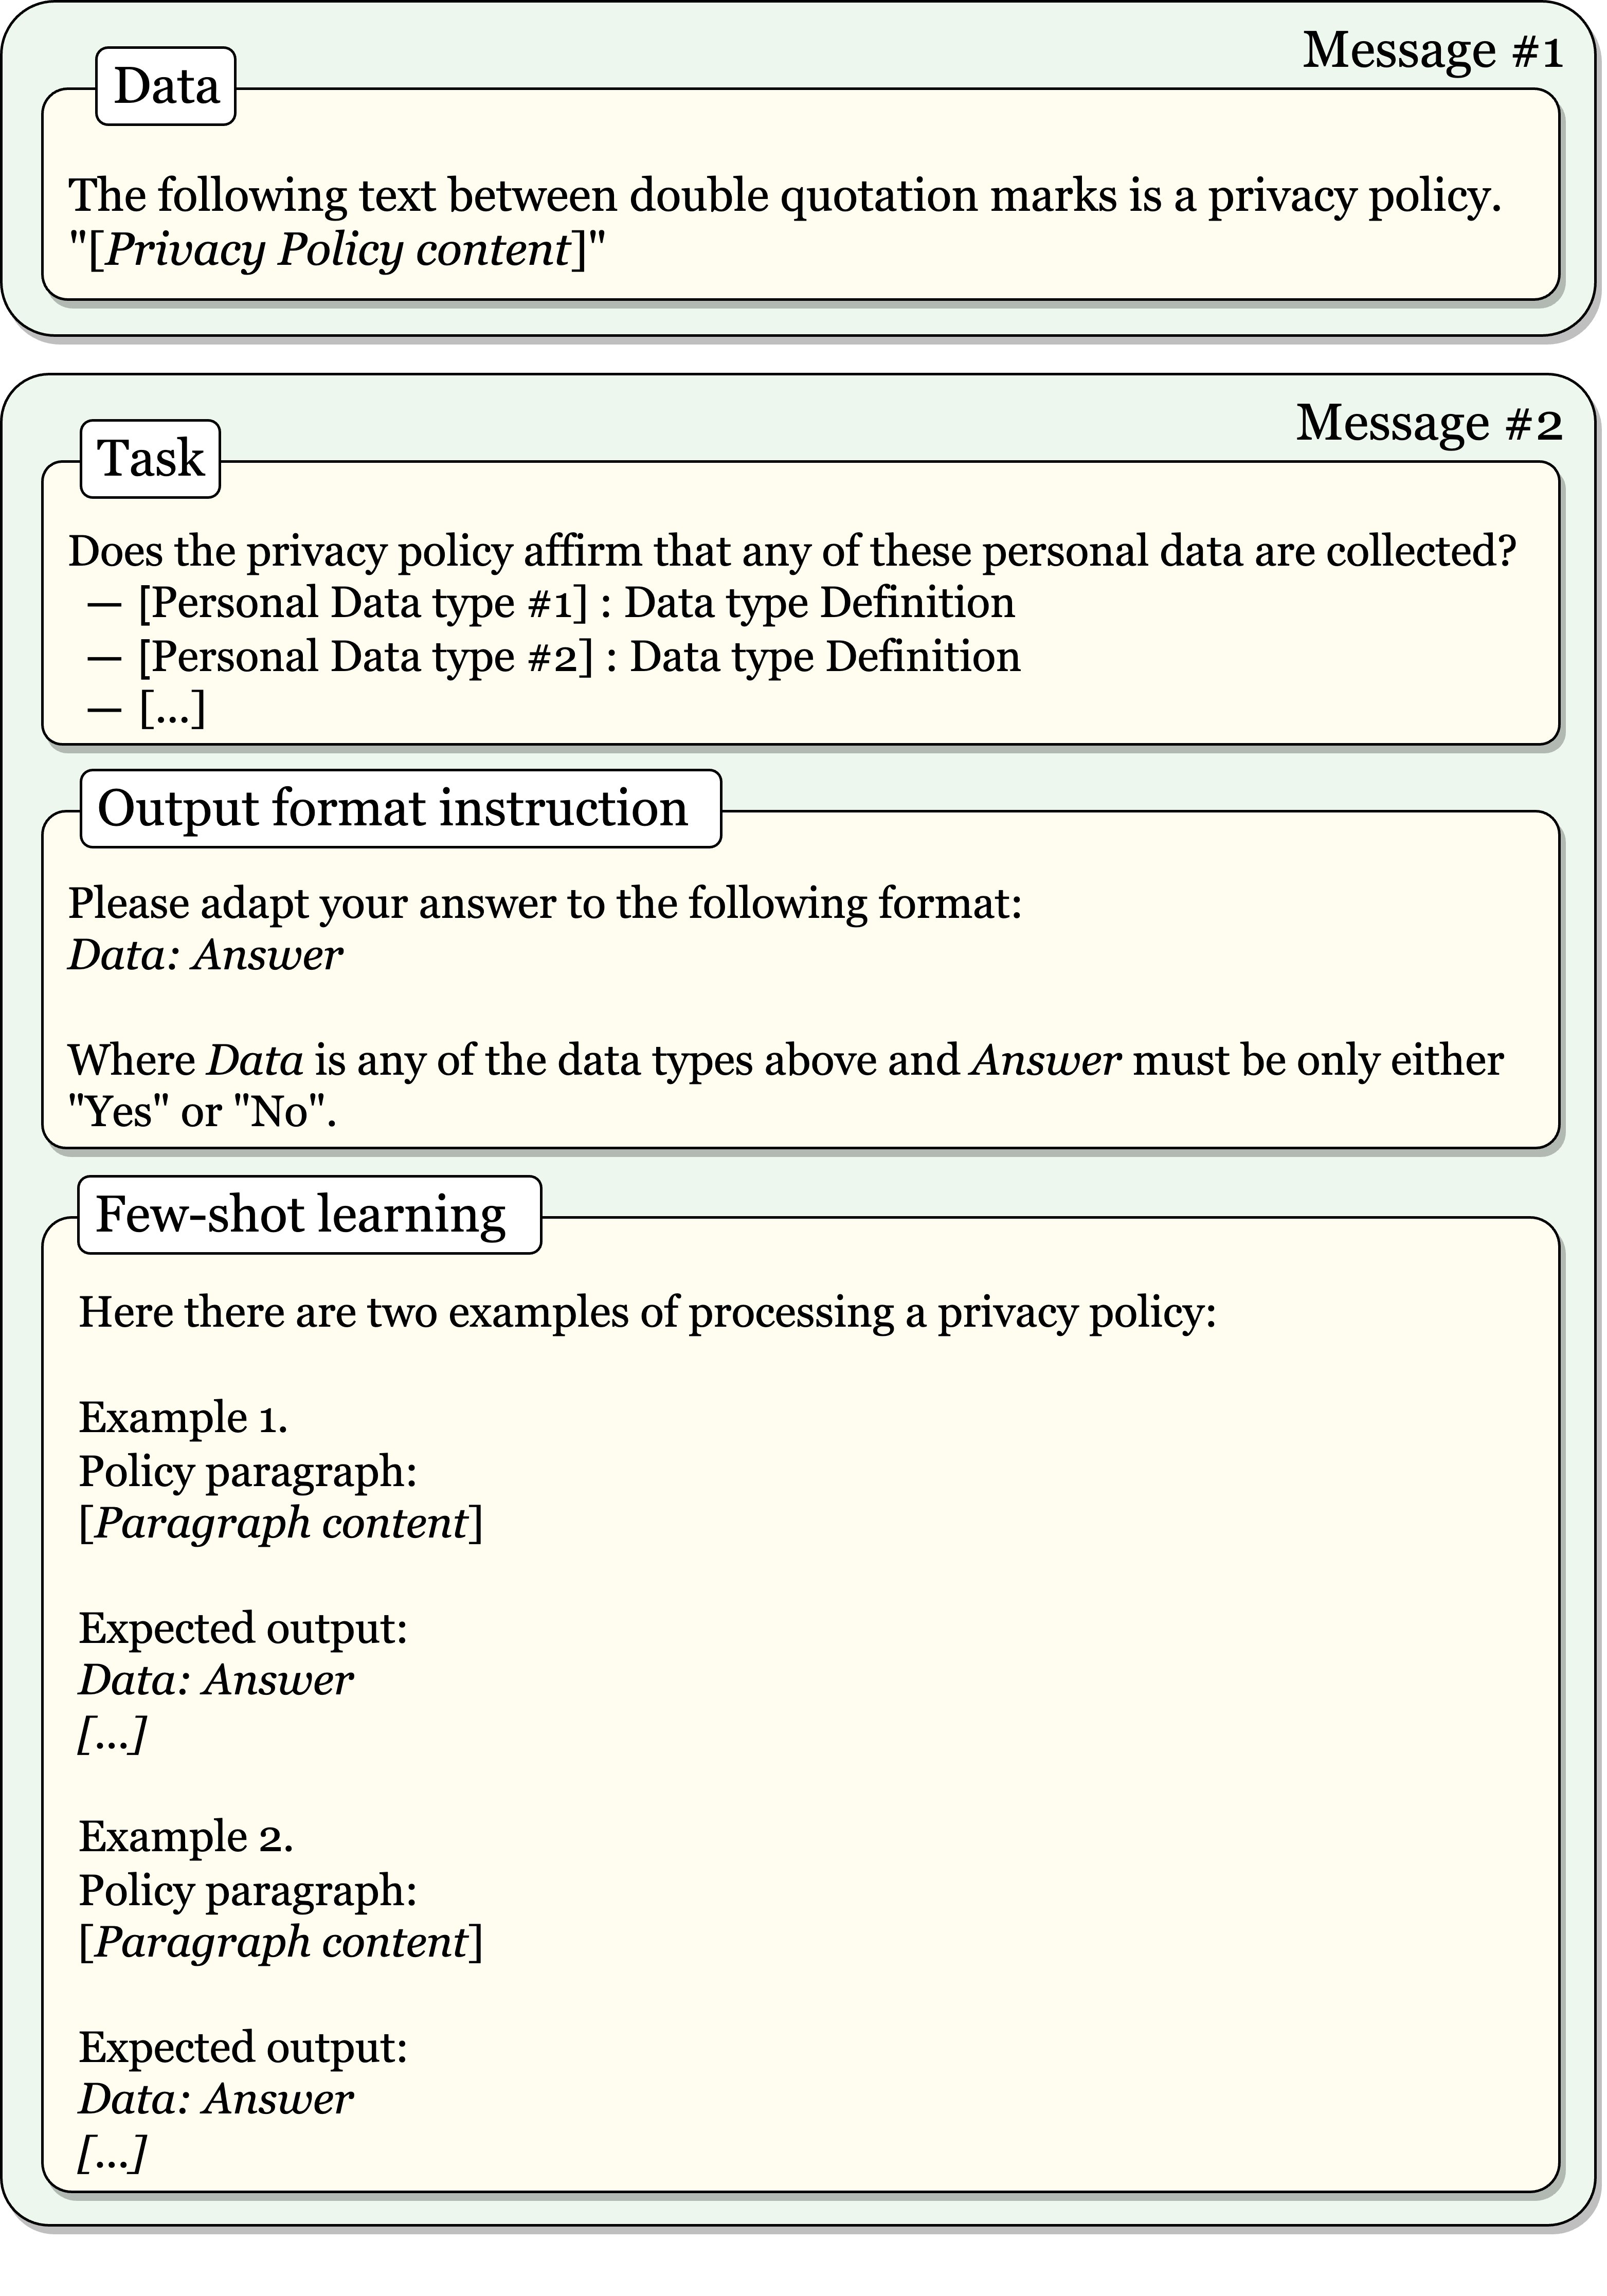 Message #1
Data
The following text between double quotation marks is a privacy policy.
"[Privacy Policy content]"
Message #2
Task
Does the privacy policy affirm that any of these personal data are collected?
— [Personal Data type #1] : Data type Definition
— [Personal Data type #2] : Data type Definition
— [...]
Output format instruction
Please adapt your answer to the following format:
Data: Answer
Where Data is any of the data types above and Answer must be only either
"Yes" or "No".
Few-shot learning
Here there are two examples of processing a privacy policy:
Example 1.
Policy paragraph:
[Paragraph content]
Expected output:
Data: Answer
[...]
Example 2.
Policy paragraph:
[Paragraph content]
Expected output:
Data: Answer
[...]